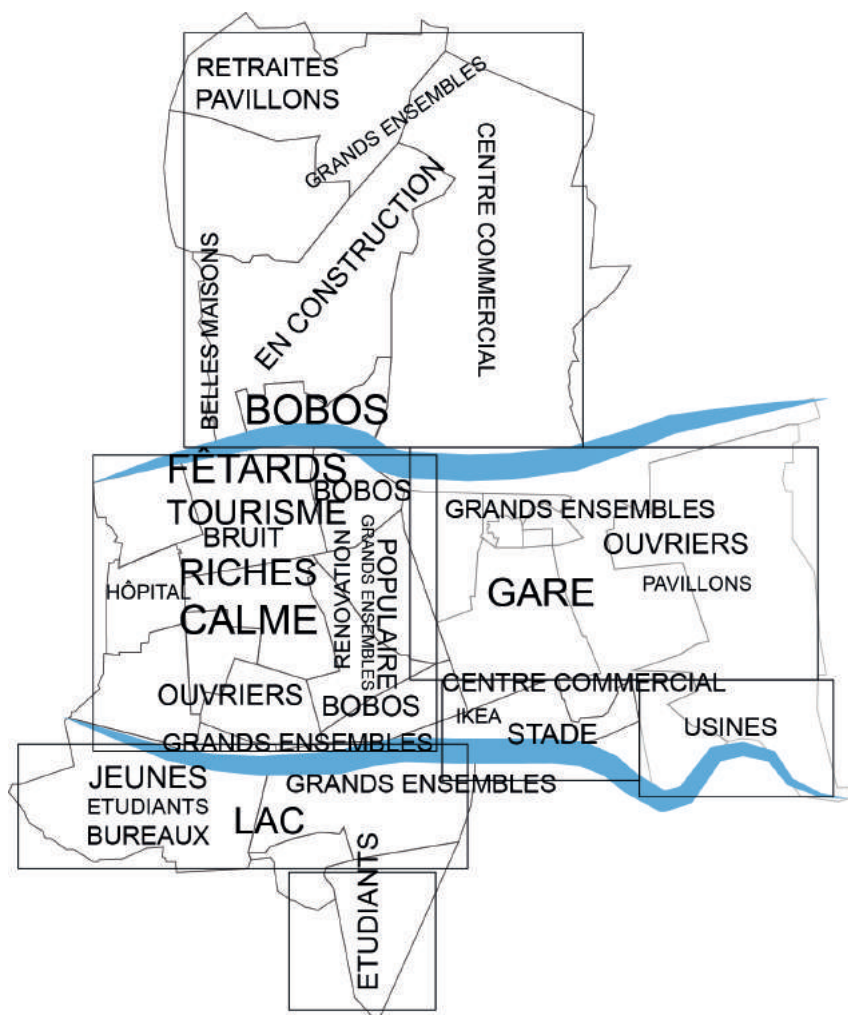 RETRAITES
PAVILLONS
GRANDS ENSEMBLES
CENTRE COMMERCIAL
EN CONSTRUCTION
BELLES MAISONS
BOBOS
FÊTARDS
BOBOS
TOURISME
BRUIT
RICHES
HÔPITAL
CALME
RENOVATION
GRANDS ENSEMBLES
POPULAIRE
OUVRIERS
BOBOS
GRANDS ENSEMBLES
GRANDS ENSEMBLES
OUVRIERS
GARE
PAVILLONS
CENTRE COMMERCIAL
IKEA
STADE
USINES
JEUNES
ETUDIANTS
BUREAUX
LAC
GRANDS ENSEMBLES
ETUDIANTS